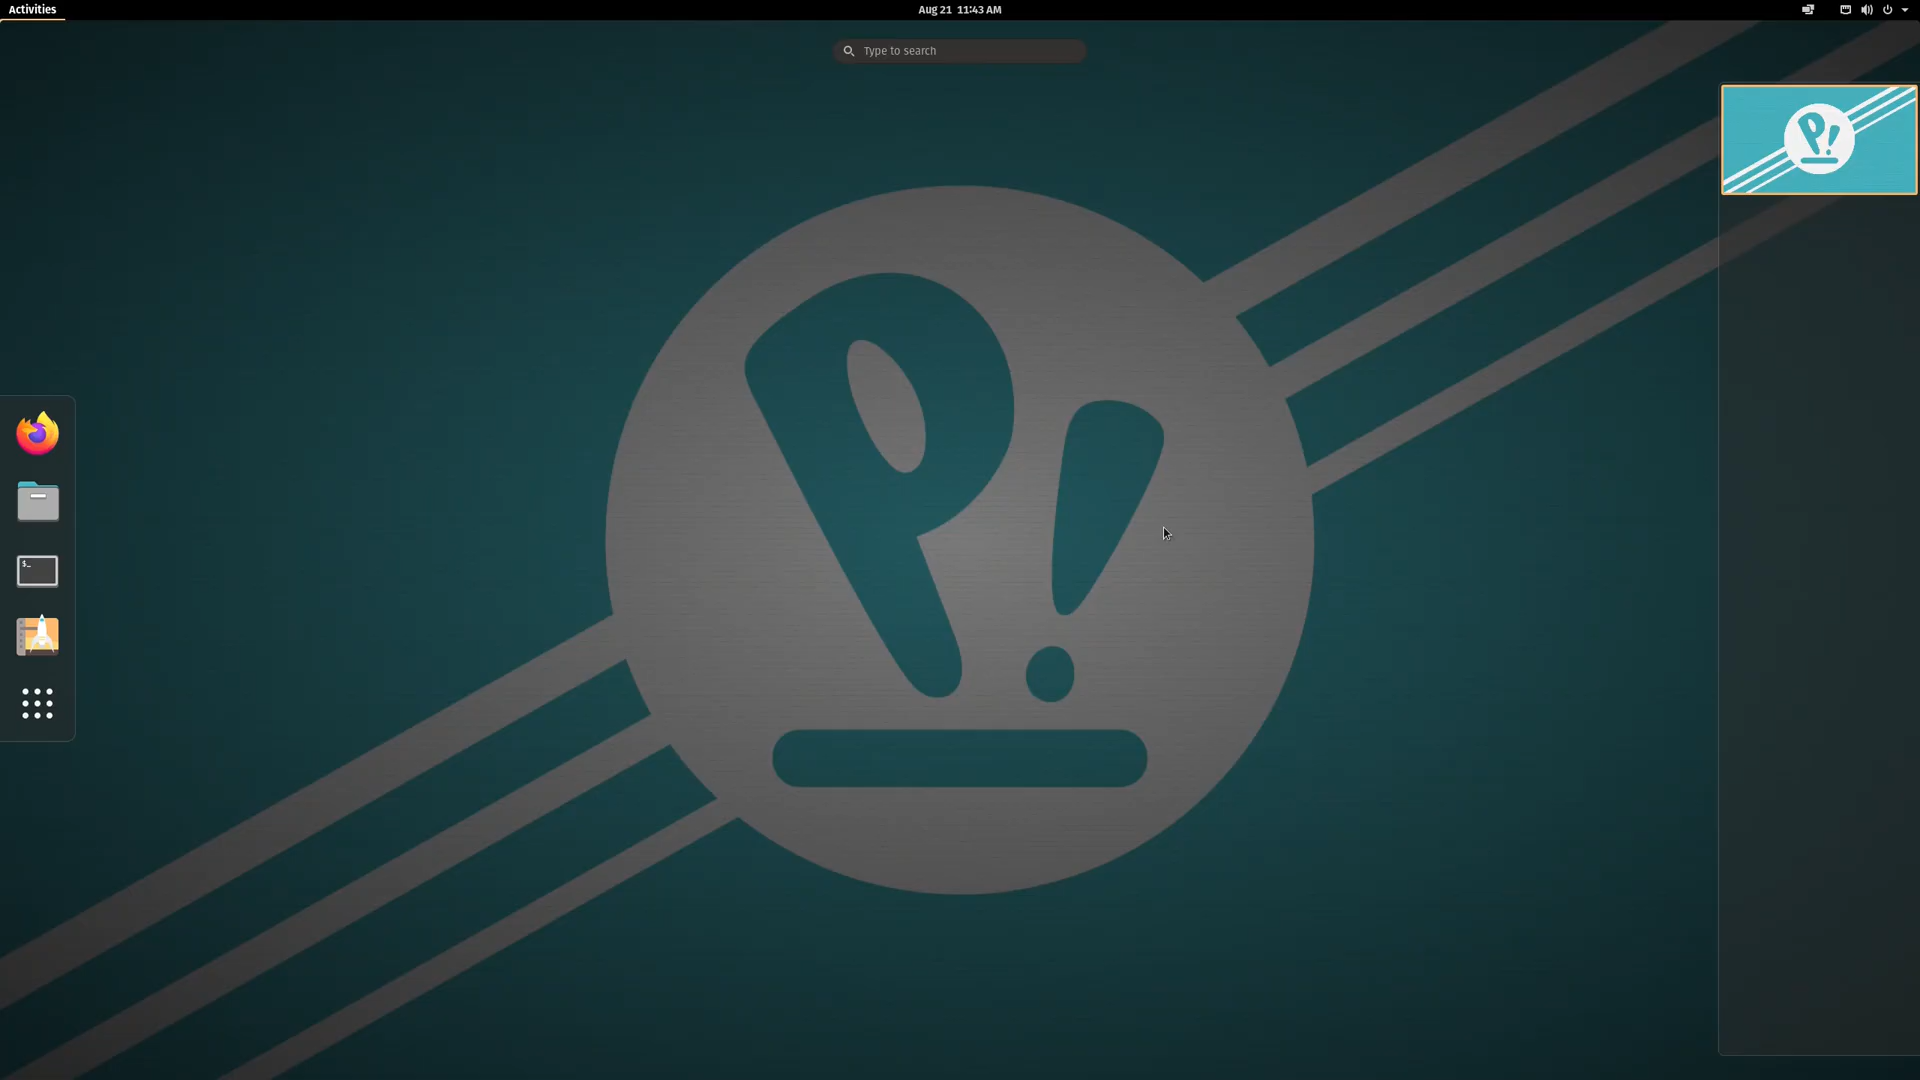 Activities
Aug 21 11:43 AM
Type to search
P!
$_
P!